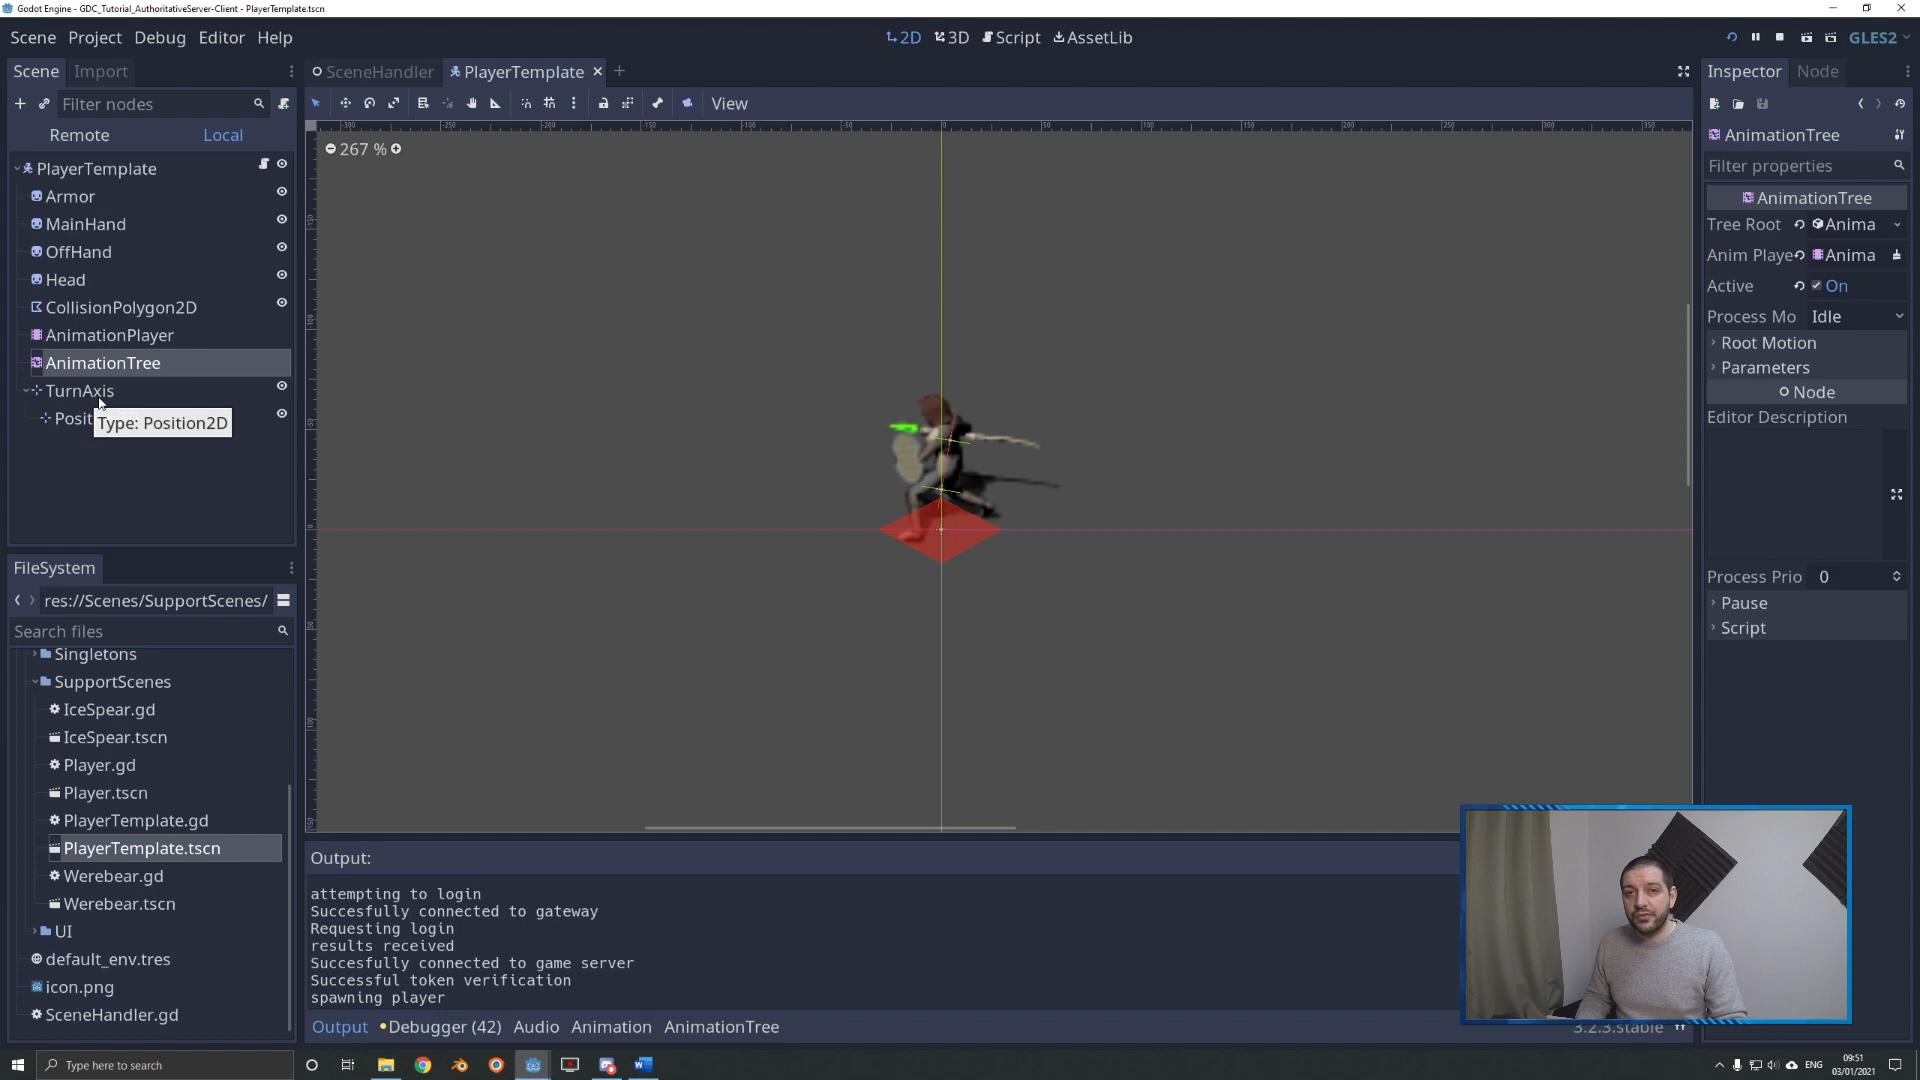 Godot Engine - GDC_Tutorial_AuthoritativeServer-Client - PlayerTemplate.tscn
Scene Project Debug Editor Help
2D 3D Script AssetLib
GLES2
Scene Import
SceneHandler PlayerTemplate
Inspector Node
Filter nodes
View
Remote Local
267 %
AnimationTree
Filter properties
PlayerTemplate
Armor
MainHand
OffHand
Head
CollisionPolygon2D
AnimationPlayer
AnimationTree
TurnAxis
Posit
Type: Position2D
AnimationTree
Tree Root Anima
Anim Playe Anima
Active On
Process Mo Idle
Root Motion
Parameters
Node
Editor Description
Process Prio 0
Pause
Script
FileSystem
res://Scenes/SupportScenes/
Search files
Singletons
SupportScenes
IceSpear.gd
IceSpear.tscn
Player.gd
Player.tscn
PlayerTemplate.gd
PlayerTemplate.tscn
Werebear.gd
Werebear.tscn
UI
default_env.tres
icon.png
SceneHandler.gd
Output:
attempting to login
Succesfully connected to gateway
Requesting login
results received
Succesfully connected to game server
Successful token verification
spawning player
Output Debugger (42) Audio Animation AnimationTree
3.2.3.stable
Type here to search
ENG
09:51
03/01/2021